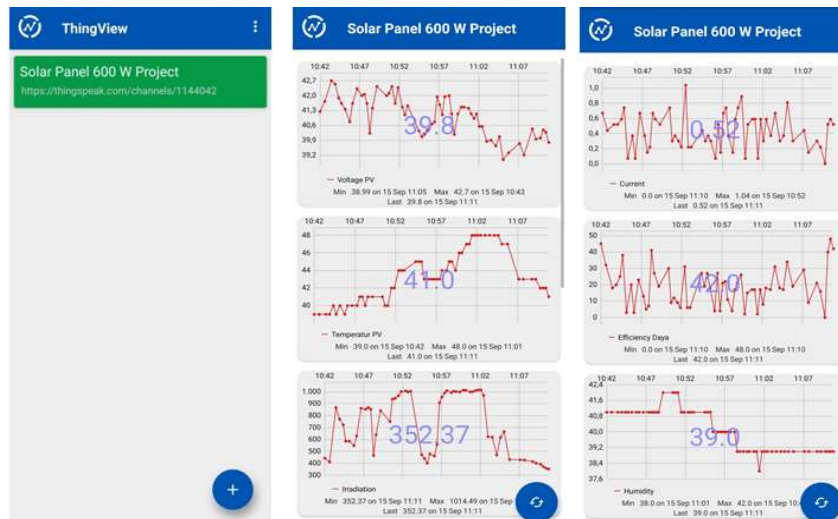 ThingView
Solar Panel 600 W Project
https://thingspeak.com/channels/1144042
Solar Panel 600 W Project
10:42 10:47 10:52 10:57 11:02 11:07
42,7
42,0
41,3
40,6
39,9
39,2
39.8
Voltage PV
Min 38.99 on 15 Sep 11:05 Max 42.7 on 15 Sep 10:43
Last 39.8 on 15 Sep 11:11
10:42 10:47 10:52 10:57 11:02 11:07
48
46
44
42
40
41.0
Temperatur PV
Min 39.0 on 15 Sep 10:42 Max 48.0 on 15 Sep 11:01
Last 41.0 on 15 Sep 11:11
10:42 10:47 10:52 10:57 11:02 11:07
1.000
900
800
700
600
500
400
300
352.37
Irradiation
Min 352.37 on 15 Sep 11:11 Max 1014.49 on 15 Sep
Last 352.37 on 15 Sep 11:11
Solar Panel 600 W Project
10:42 10:47 10:52 10:57 11:02 11:07
1,0
0,8
0,6
0,4
0,2
0,0
0.52
Current
Min 0.0 on 15 Sep 11:10 Max 1.04 on 15 Sep 10:52
Last 0.52 on 15 Sep 11:11
10:42 10:47 10:52 10:57 11:02 11:07
50
40
30
20
10
0
42.0
Efficiency Daya
Min 0.0 on 15 Sep 11:10 Max 48.0 on 15 Sep 11:10
Last 42.0 on 15 Sep 11:11
10:42 10:47 10:52 10:57 11:02 11:07
42,4
41,6
40,8
40,0
39,2
38,4
37,6
39.0
Humidity
Min 38.0 on 15 Sep 11:01 Max 42.0 on 15 Sep
Last 39.0 on 15 Sep 11:11